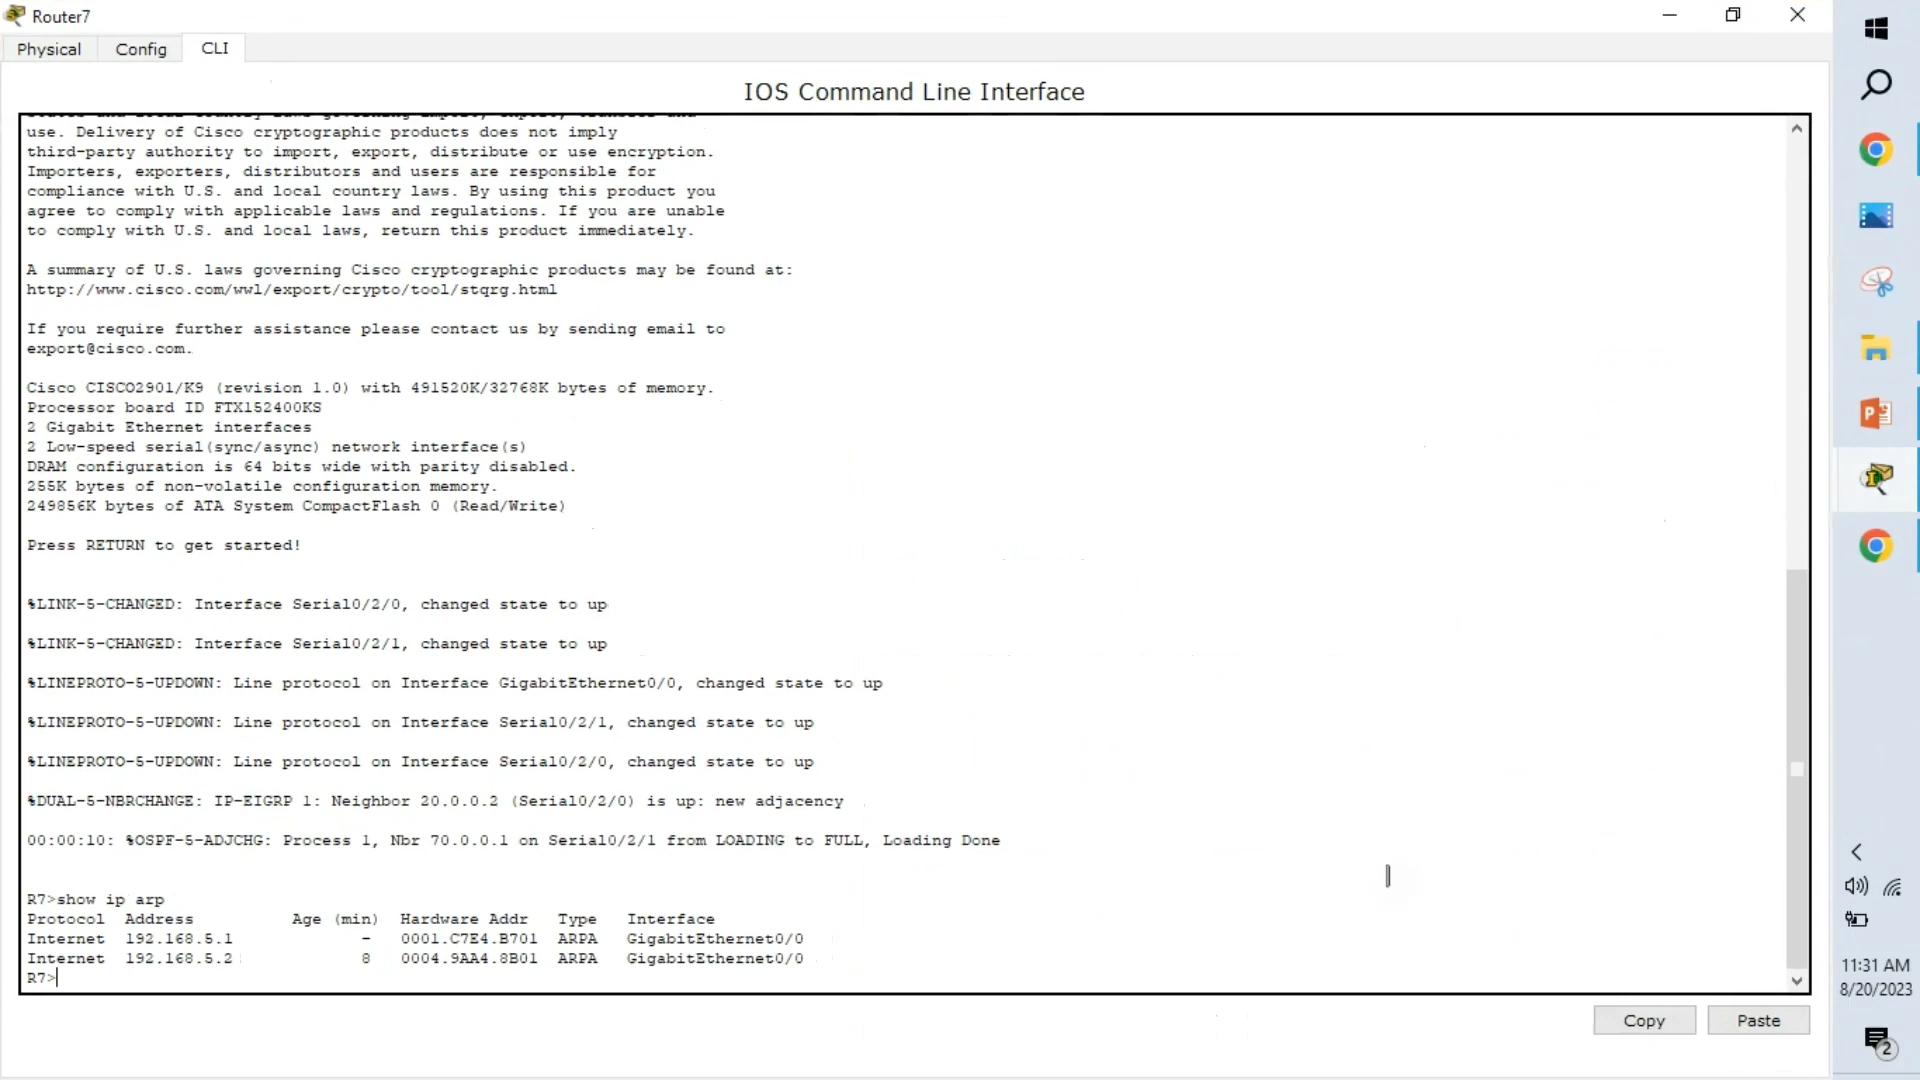 Router7
Physical Config CLI
IOS Command Line Interface
use. Delivery of Cisco cryptographic products does not imply
third-party authority to import, export, distribute or use encryption.
Importers, exporters, distributors and users are responsible for
compliance with U.S. and local country laws. By using this product you
agree to comply with applicable laws and regulations. If you are unable
to comply with U.S. and local laws, return this product immediately.
A summary of U.S. laws governing Cisco cryptographic products may be found at:
http://www.cisco.com/wwl/export/crypto/tool/stqrg.html
If you require further assistance please contact us by sending email to
export@cisco.com.
Cisco CISCO2901/K9 (revision 1.0) with 491520K/32768K bytes of memory.
Processor board ID FTX152400KS
2 Gigabit Ethernet interfaces
2 Low-speed serial(sync/async) network interface(s)
DRAM configuration is 64 bits wide with parity disabled.
255K bytes of non-volatile configuration memory.
249856K bytes of ATA System CompactFlash 0 (Read/Write)
Press RETURN to get started!
%LINK-5-CHANGED: Interface Serial0/2/0, changed state to up
%LINK-5-CHANGED: Interface Serial0/2/1, changed state to up
%LINEPROTO-5-UPDOWN: Line protocol on Interface GigabitEthernet0/0, changed state to up
%LINEPROTO-5-UPDOWN: Line protocol on Interface Serial0/2/1, changed state to up
%LINEPROTO-5-UPDOWN: Line protocol on Interface Serial0/2/0, changed state to up
%DUAL-5-NBRCHANGE: IP-EIGRP 1: Neighbor 20.0.0.2 (Serial0/2/0) is up: new adjacency
00:00:10: %OSPF-5-ADJCHG: Process 1, Nbr 70.0.0.1 on Serial0/2/1 from LOADING to FULL, Loading Done
R7>show ip arp
Protocol Address Age (min) Hardware Addr Type Interface
Internet 192.168.5.1 - 0001.C7E4.B701 ARPA GigabitEthernet0/0
Internet 192.168.5.2 8 0004.9AA4.8B01 ARPA GigabitEthernet0/0
R7>
Copy Paste
11:31 AM
8/20/2023
2